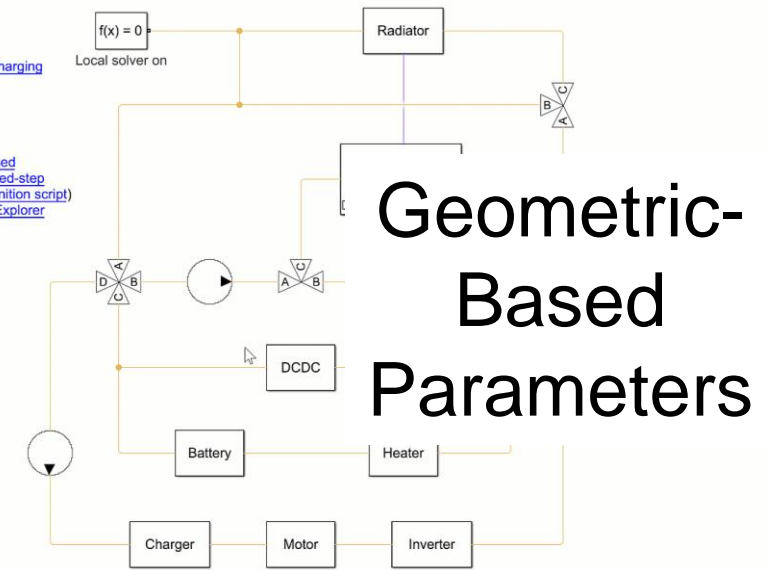 f(x) = 0
Radiator
Local solver on
harging
B
C
A
ed
ed-step
nition script)
Explorer
Geometric-
Based
Parameters
A
D
B
C
C
A
B
DCDC
Battery
Heater
Charger
Motor
Inverter